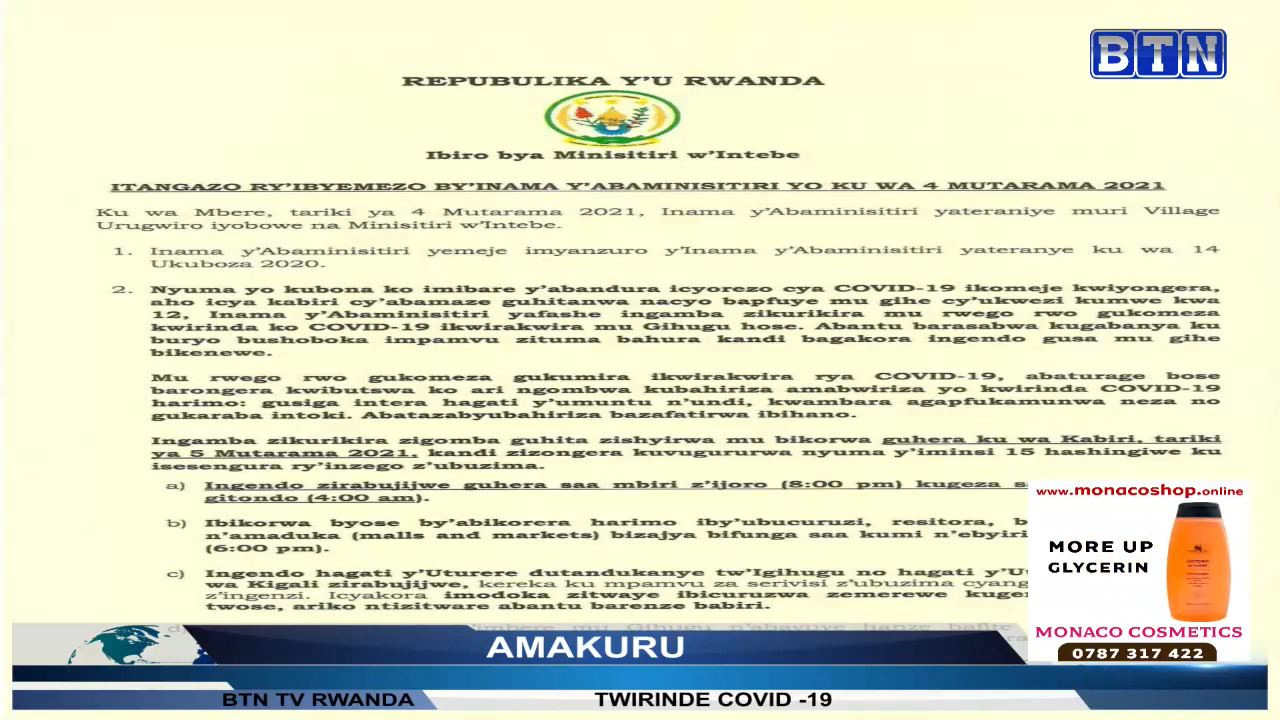 BTN
REPUBULIKA Y'U RWANDA
Ibiro bya Minisitiri w'Intebe
ITANGAZO RY'IBYEMEZO BY'INAMA Y'ABAMINISITIRI YO KU WA 4 MUTARAMA 2021
Ku wa Mbere, tariki ya 4 Mutarama 2021, Inama y'Abaminisitiri yateraniye muri Village
Urugwiro iyobowe na Minisitiri w'Intebe.
1. Inama y'Abaminisitiri yemeje imyanzuro y'Inama y'Abaminisitiri yateranye ku wa 14
Ukuboza 2020.
2. Nyuma yo kubona ko imibare y'abandura icyorezo cya COVID-19 ikomeje kwiyongera,
aho icya kabiri cy'abamaze guhitanwa nacyo bapfuye mu gihe cy'ukwezi kumwe kwa
12, Inama y'Abaminisitiri yafashe ingamba zikurikira mu rwego rwo gukomeza
kwirinda ko COVID-19 ikwirakwira mu Gihugu hose. Abantu barasabwa kugabanya ku
buryo bushoboka impamvu zituma bahura kandi bagakora ingendo gusa mu gihe
bikenewe.
Mu rwego rwo gukomeza gukumira ikwirakwira rya COVID-19, abaturage bose
barongera kwibutswa ko ari ngombwa kubahiriza amabwiriza yo kwirinda COVID-19
harimo: gusiga intera hagati y'umuntu n'undi, kwambara agapfukamunwa neza no
gukaraba intoki. Abatazabyubahiriza bazafatirwa ibihano.
Ingamba zikurikira zigomba guhita zishyirwa mu bikorwa guhera ku wa Kabiri, tariki
ya 5 Mutarama 2021, kandi zizongera kuvugururwa nyuma y'iminsi 15 hashingiwe ku
isesengura ry'inzego z'ubuzima.
a) Ingendo zirabujijwe guhera saa mbiri z'ijoro (8:00 pm) kugeza
gitondo (4:00 am).
b) Ibikorwa byose by'abikorera harimo iby'ubucuruzi, resitora,
n'amaduka (malls and markets) bizajya bifunga saa kumi n'ebyiri
(6:00 pm).
c) Ingendo hagati y'Uturere dutandukanye tw'Igihugu no hagati
wa Kigali zirabujijwe, kereka ku mpamvu za serivisi z'ubuzima
z'ingenzi. Icyakora imodoka zitwaye ibicuruzwa zemerewe
twose, ariko ntizitware abantu barenze babiri.
mu Gihugu n'abavuye hanze bafite
www.monacoshop.online
MORE UP
GLYCERIN
MONACO COSMETICS
0787 317 422
AMAKURU
BTN TV RWANDA
TWIRINDE COVID -19